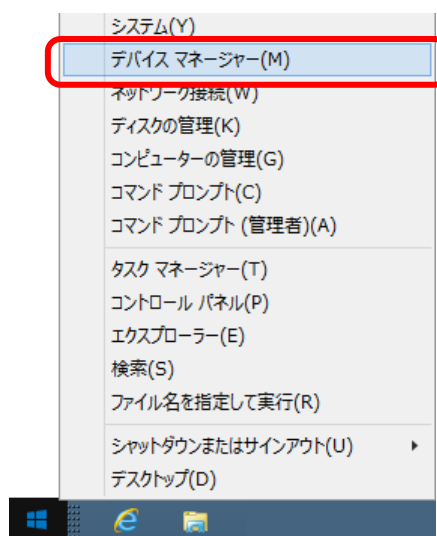 システム(Y)
デバイス マネージャー(M)
ネットワーク接続(W)
ディスクの管理(K)
コンピューターの管理(G)
コマンド プロンプト(C)
コマンド プロンプト (管理者)(A)
タスク マネージャー(T)
コントロール パネル(P)
エクスプローラー(E)
検索(S)
ファイル名を指定して実行(R)
シャットダウンまたはサインアウト(U)
デスクトップ(D)